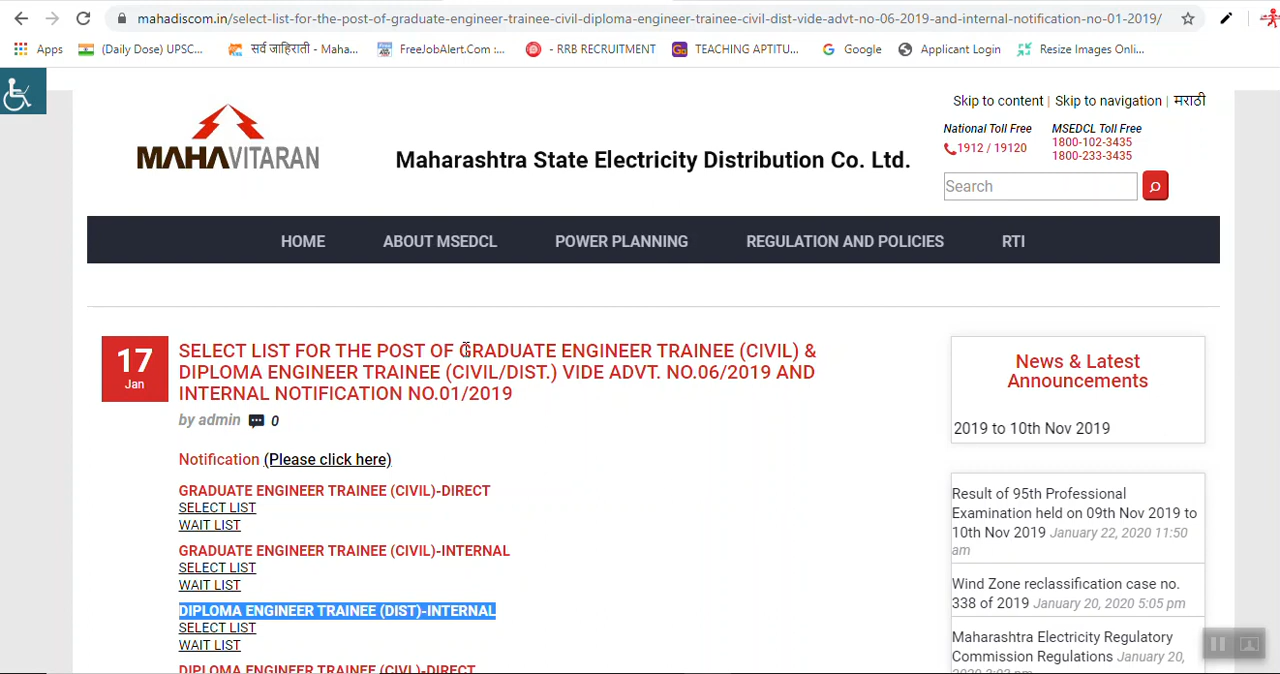 mahadiscom.in/select-list-for-the-post-of-graduate-engineer-trainee-civil-diploma-engineer-trainee-civil-dist-vide-advt-no-06-2019-and-internal-notification-no-01-2019/
Apps (Daily Dose) UPSC... सर्व जाहिराती - Maha... FreeJobAlert.Com :... - RRB RECRUITMENT TEACHING APTITU... Google Applicant Login Resize Images Onli...
Skip to content | Skip to navigation | मराठी
MAHAVITARAN
Maharashtra State Electricity Distribution Co. Ltd.
National Toll Free
1912 / 19120
MSEDCL Toll Free
1800-102-3435
1800-233-3435
Search
HOME ABOUT MSEDCL POWER PLANNING REGULATION AND POLICIES RTI
17
Jan
SELECT LIST FOR THE POST OF GRADUATE ENGINEER TRAINEE (CIVIL) &
DIPLOMA ENGINEER TRAINEE (CIVIL/DIST.) VIDE ADVT. NO.06/2019 AND
INTERNAL NOTIFICATION NO.01/2019
by admin 0
Notification (Please click here)
GRADUATE ENGINEER TRAINEE (CIVIL)-DIRECT
SELECT LIST
WAIT LIST
GRADUATE ENGINEER TRAINEE (CIVIL)-INTERNAL
SELECT LIST
WAIT LIST
DIPLOMA ENGINEER TRAINEE (DIST)-INTERNAL
SELECT LIST
WAIT LIST
DIPLOMA ENGINEER TRAINEE (CIVL)-DIRECT
News & Latest
Announcements
2019 to 10th Nov 2019
Result of 95th Professional
Examination held on 09th Nov 2019 to
10th Nov 2019 January 22, 2020 11:50
am
Wind Zone reclassification case no.
338 of 2019 January 20, 2020 5:05 pm
Maharashtra Electricity Regulatory
Commission Regulations January 20,